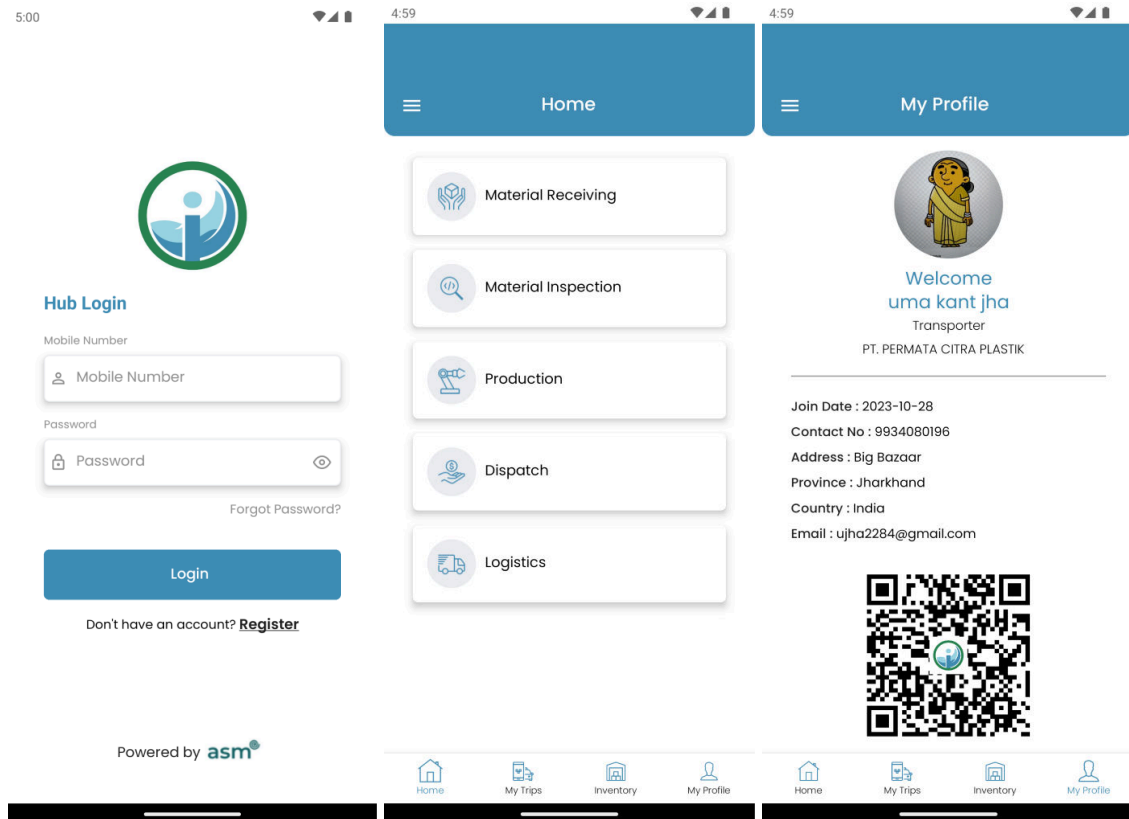 5:00
Hub Login
Mobile Number
Mobile Number
Password
Password
Forgot Password?
Login
Don't have an account? Register
Powered by asm
4:59
Home
Material Receiving
Material Inspection
Production
Dispatch
Logistics
Home
My Trips
Inventory
My Profile
4:59
My Profile
Welcome
uma kant jha
Transporter
PT. PERMATA CITRA PLASTIK
Join Date : 2023-10-28
Contact No : 9934080196
Address : Big Bazaar
Province : Jharkhand
Country : India
Email : ujha2284@gmail.com
Home
My Trips
Inventory
My Profile